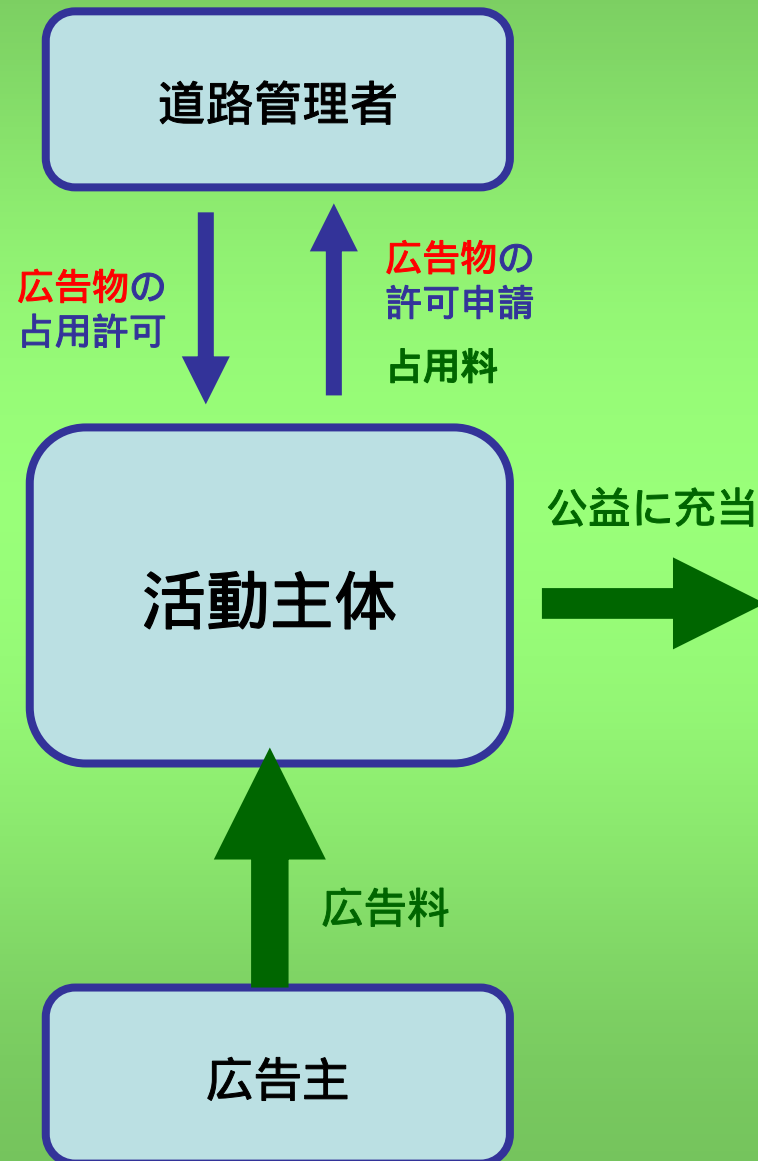 道路管理者
広告物の
占用許可
広告物の
許可申請
占用料
公益に充当
活動主体
広告料
広告主